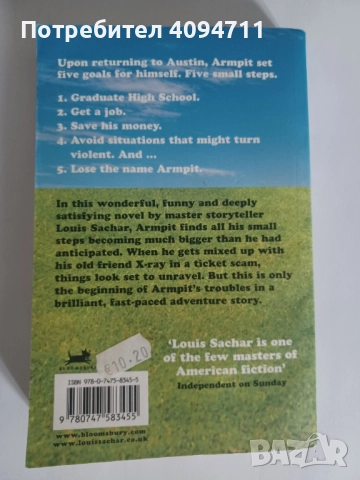 Потребител 4094711
Upon returning to Austin, Armpit set
five goals for himself. Five small steps.
1. Graduate High School.
2. Get a job.
3. Save his money.
4. Avoid situations that might turn
violent. And ...
5. Lose the name Armpit.
In this wonderful, funny and deeply
satisfying novel by master storyteller
Louis Sachar, Armpit finds all his small
steps becoming much bigger than he had
anticipated. When he gets mixed up with
his old friend X-ray in a ticket scam,
things look set to unravel. But this is only
the beginning of Armpit's troubles in a
brilliant, fast-paced adventure story.
'Louis Sachar is one
of the few masters of
American fiction'
Independent on Sunday
€10.20
ISBN 978-0-7475-8345-5
9 780747 583455
www.bloomsbury.com
www.louissachar.co.uk
BAZAR